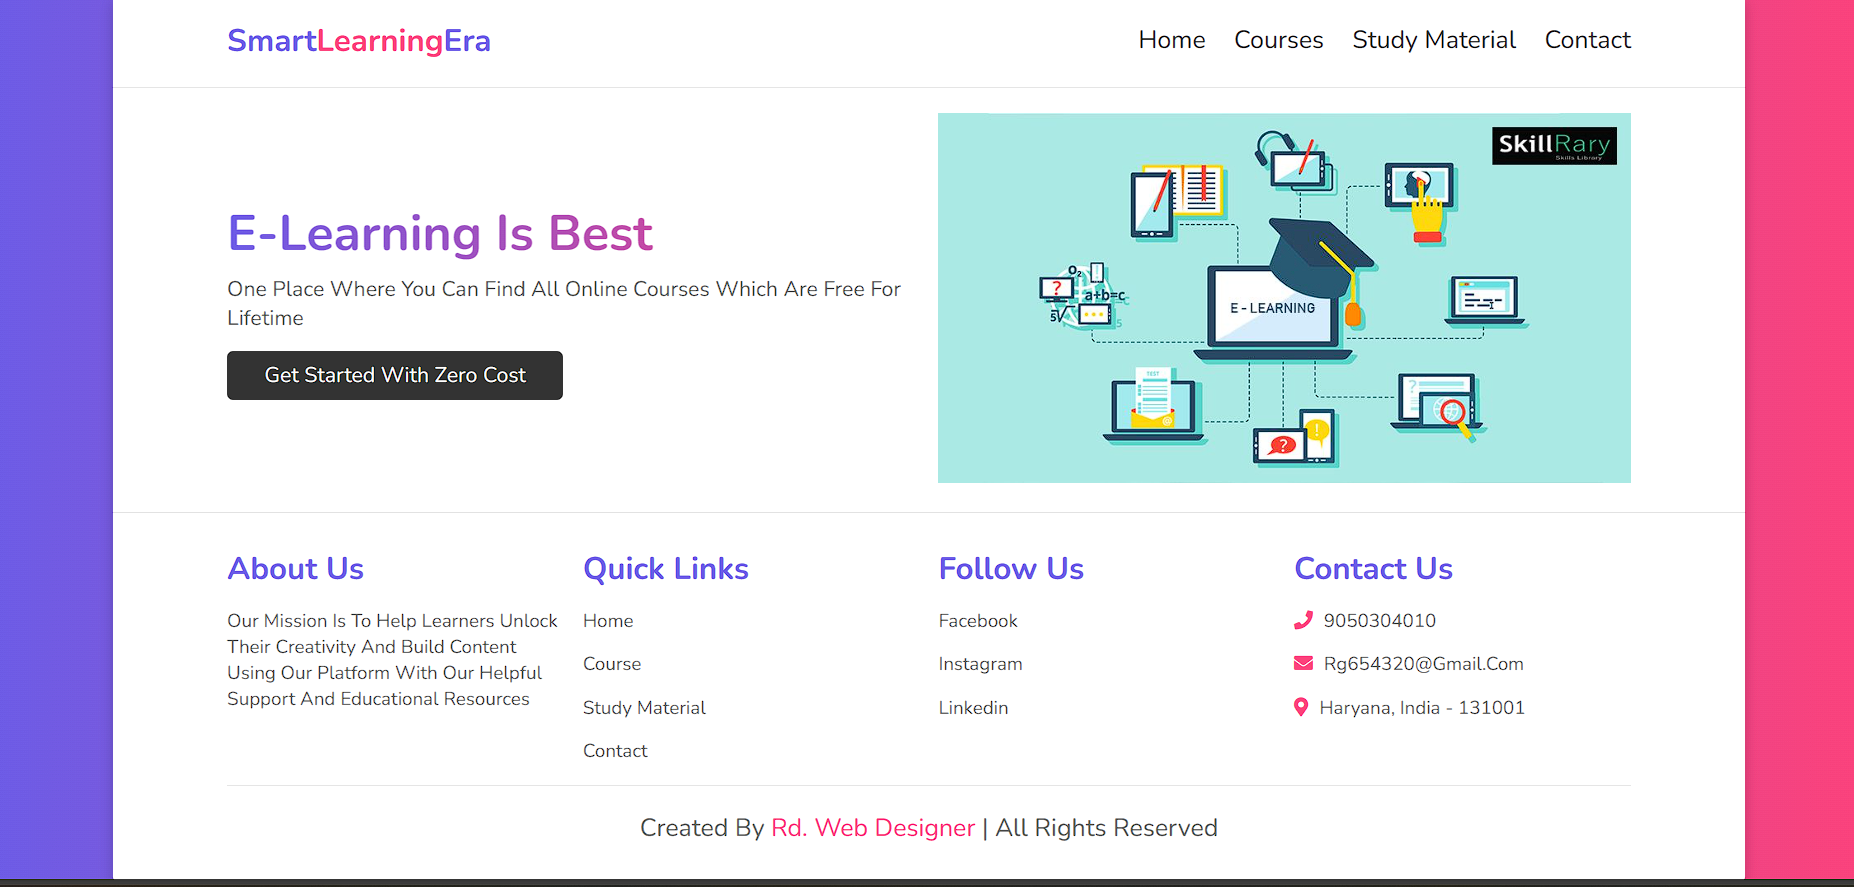 SmartLearningEra
Home Courses Study Material Contact
E-Learning Is Best
One Place Where You Can Find All Online Courses Which Are Free For
Lifetime
Get Started With Zero Cost
SkillRary
Skills Library
O₂
?
a+b=c
5√
5
E - LEARNING
TEST
@
?
!
?
About Us
Our Mission Is To Help Learners Unlock
Their Creativity And Build Content
Using Our Platform With Our Helpful
Support And Educational Resources
Quick Links
Home
Course
Study Material
Contact
Follow Us
Facebook
Instagram
Linkedin
Contact Us
9050304010
Rg654320@Gmail.Com
Haryana, India - 131001
Created By Rd. Web Designer | All Rights Reserved